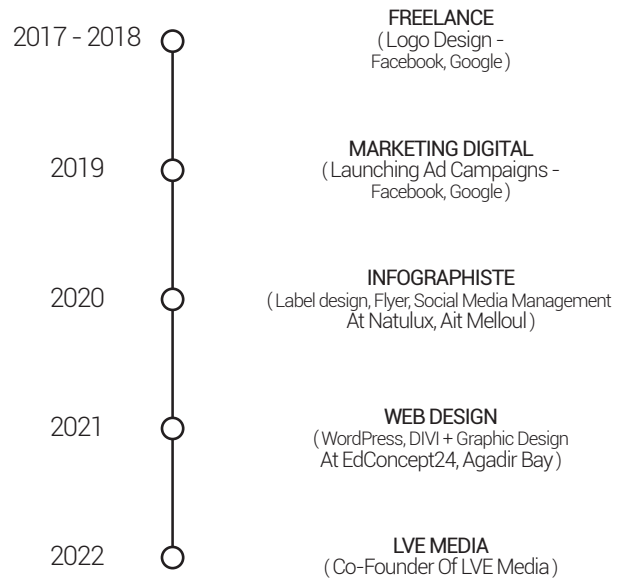 2017 - 2018
FREELANCE
( Logo Design -
Facebook, Google )
2019
MARKETING DIGITAL
( Launching Ad Campaigns -
Facebook, Google )
2020
INFOGRAPHISTE
( Label design, Flyer, Social Media Management
At Natulux, Ait Melloul )
2021
WEB DESIGN
( WordPress, DIVI + Graphic Design
At EdConcept24, Agadir Bay )
2022
LVE MEDIA
( Co-Founder Of LVE Media )